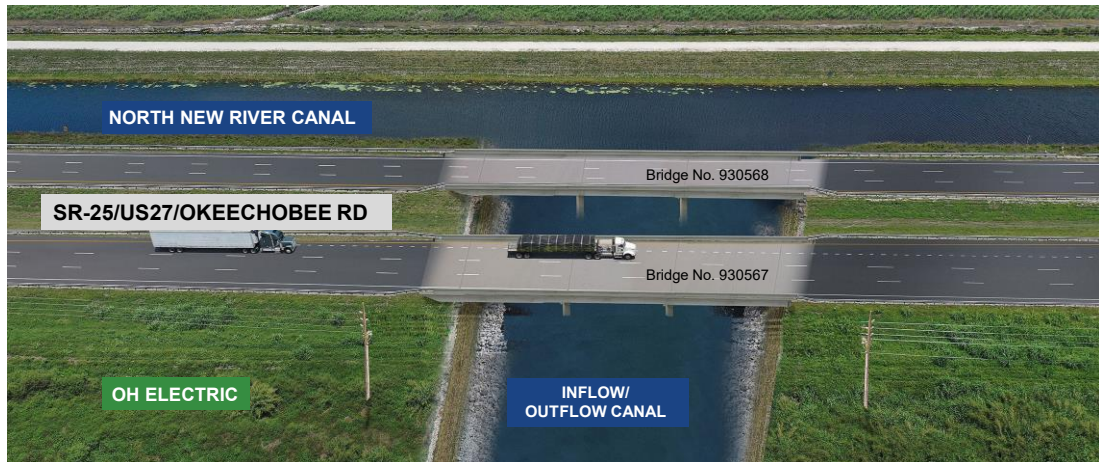 NORTH NEW RIVER CANAL
Bridge No. 930568
SR-25/US27/OKEECHOBEE RD
Bridge No. 930567
OH ELECTRIC
INFLOW/
OUTFLOW CANAL